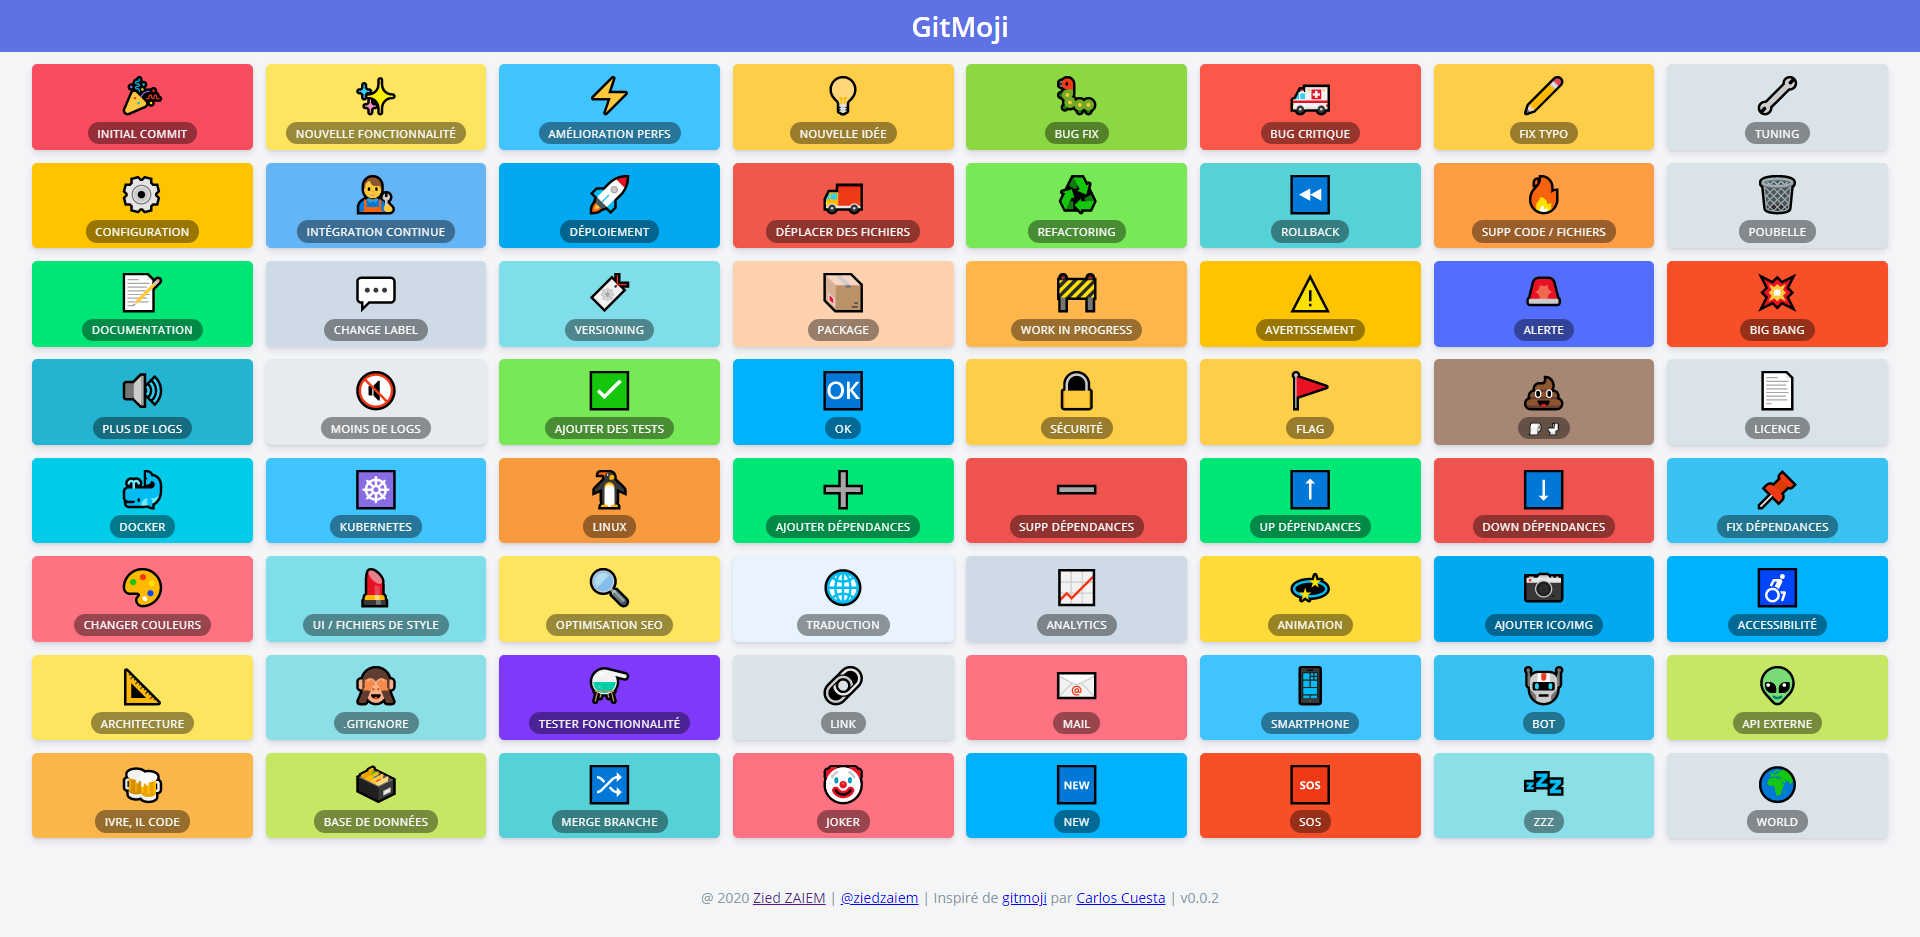 GitMoji
INITIAL COMMIT
NOUVELLE FONCTIONNALITÉ
AMÉLIORATION PERFS
NOUVELLE IDÉE
BUG FIX
BUG CRITIQUE
FIX TYPO
TUNING
CONFIGURATION
INTÉGRATION CONTINUE
DÉPLOIEMENT
DÉPLACER DES FICHIERS
REFACTORING
ROLLBACK
SUPP CODE / FICHIERS
POUBELLE
DOCUMENTATION
CHANGE LABEL
VERSIONING
PACKAGE
WORK IN PROGRESS
AVERTISSEMENT
ALERTE
BIG BANG
PLUS DE LOGS
MOINS DE LOGS
AJOUTER DES TESTS
OK
OK
SÉCURITÉ
FLAG
LICENCE
DOCKER
KUBERNETES
LINUX
AJOUTER DÉPENDANCES
SUPP DÉPENDANCES
UP DÉPENDANCES
DOWN DÉPENDANCES
FIX DÉPENDANCES
CHANGER COULEURS
UI / FICHIERS DE STYLE
OPTIMISATION SEO
TRADUCTION
ANALYTICS
ANIMATION
AJOUTER ICO/IMG
ACCESSIBILITÉ
ARCHITECTURE
.GITIGNORE
TESTER FONCTIONNALITÉ
LINK
@
MAIL
SMARTPHONE
BOT
API EXTERNE
IVRE, IL CODE
BASE DE DONNÉES
MERGE BRANCHE
JOKER
NEW
NEW
SOS
SOS
ZZZ
ZZZ
WORLD
@ 2020 Zied ZAIEM | @ziedzaiem | Inspiré de gitmoji par Carlos Cuesta | v0.0.2